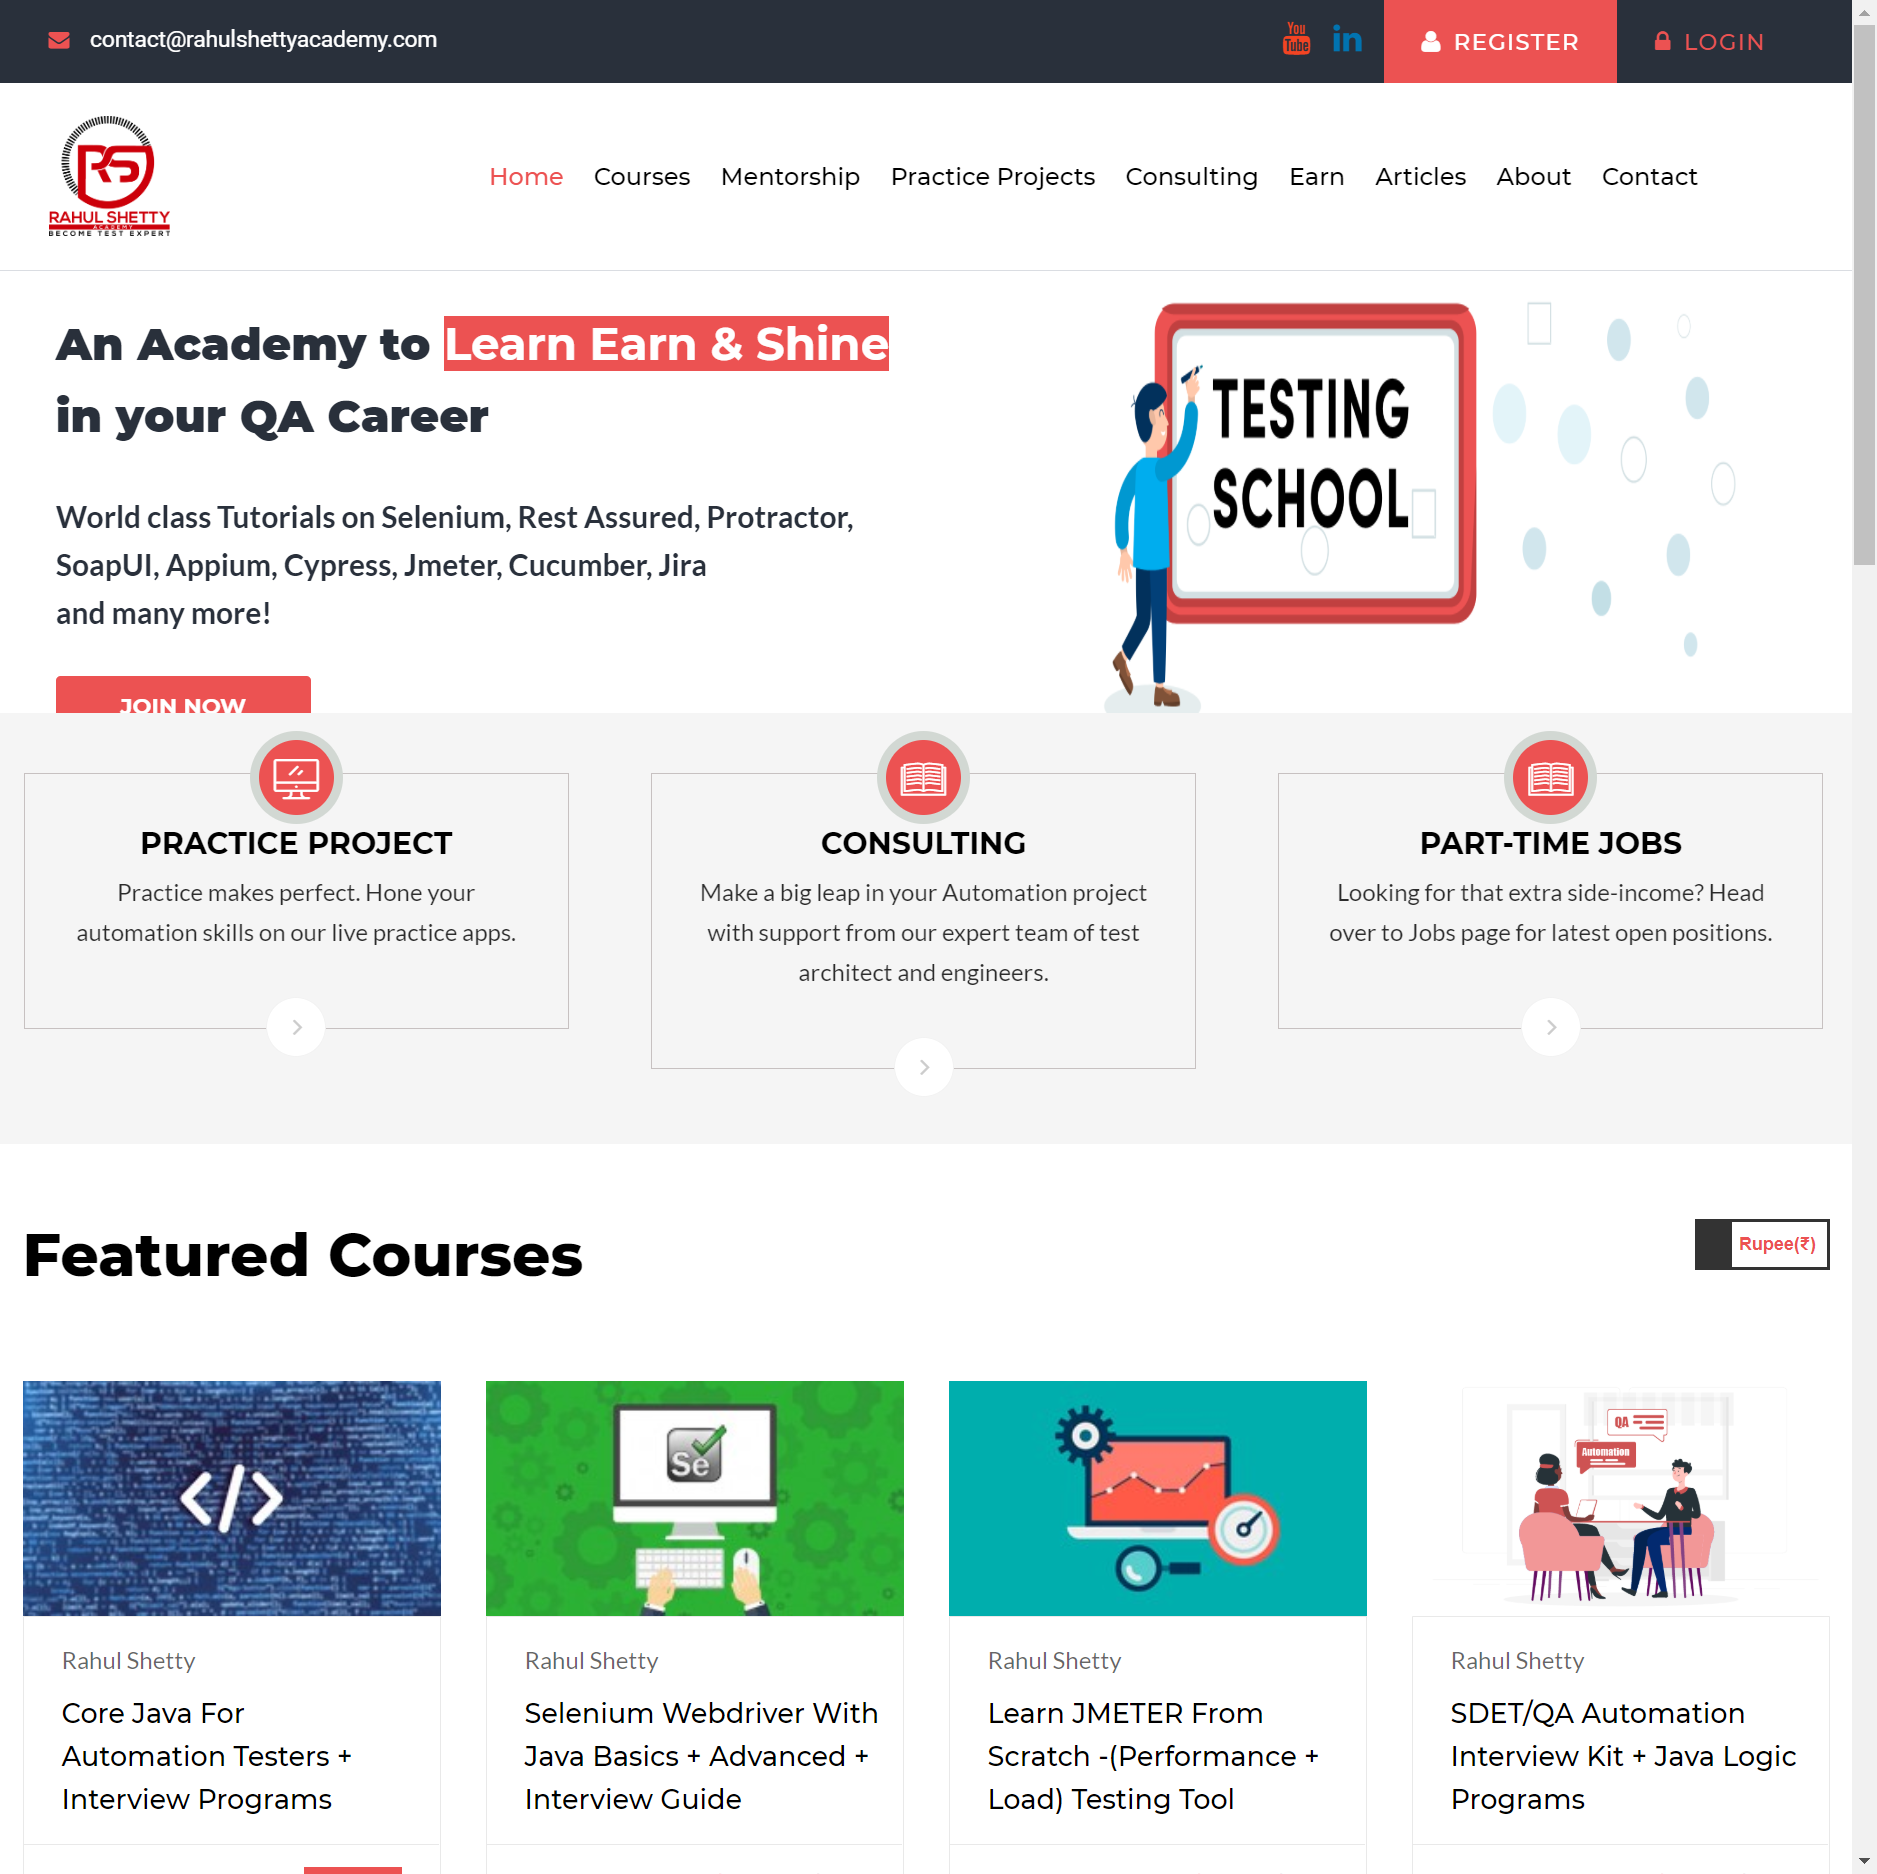 contact@rahulshettyacademy.com
You
Tube
in
REGISTER
LOGIN
RS
RAHUL SHETTY
ACADEMY
BECOME TEST EXPERT
Home
Courses
Mentorship
Practice Projects
Consulting
Earn
Articles
About
Contact
An Academy to Learn Earn & Shine
in your QA Career
World class Tutorials on Selenium, Rest Assured, Protractor,
SoapUI, Appium, Cypress, Jmeter, Cucumber, Jira
and many more!
JOIN NOW
TESTING
SCHOOL
PRACTICE PROJECT
Practice makes perfect. Hone your
automation skills on our live practice apps.
CONSULTING
Make a big leap in your Automation project
with support from our expert team of test
architect and engineers.
PART-TIME JOBS
Looking for that extra side-income? Head
over to Jobs page for latest open positions.
Featured Courses
Rupee(₹)
</>
Se
QA
Automation
Rahul Shetty
Core Java For
Automation Testers +
Interview Programs
Rahul Shetty
Selenium Webdriver With
Java Basics + Advanced +
Interview Guide
Rahul Shetty
Learn JMETER From
Scratch -(Performance +
Load) Testing Tool
Rahul Shetty
SDET/QA Automation
Interview Kit + Java Logic
Programs